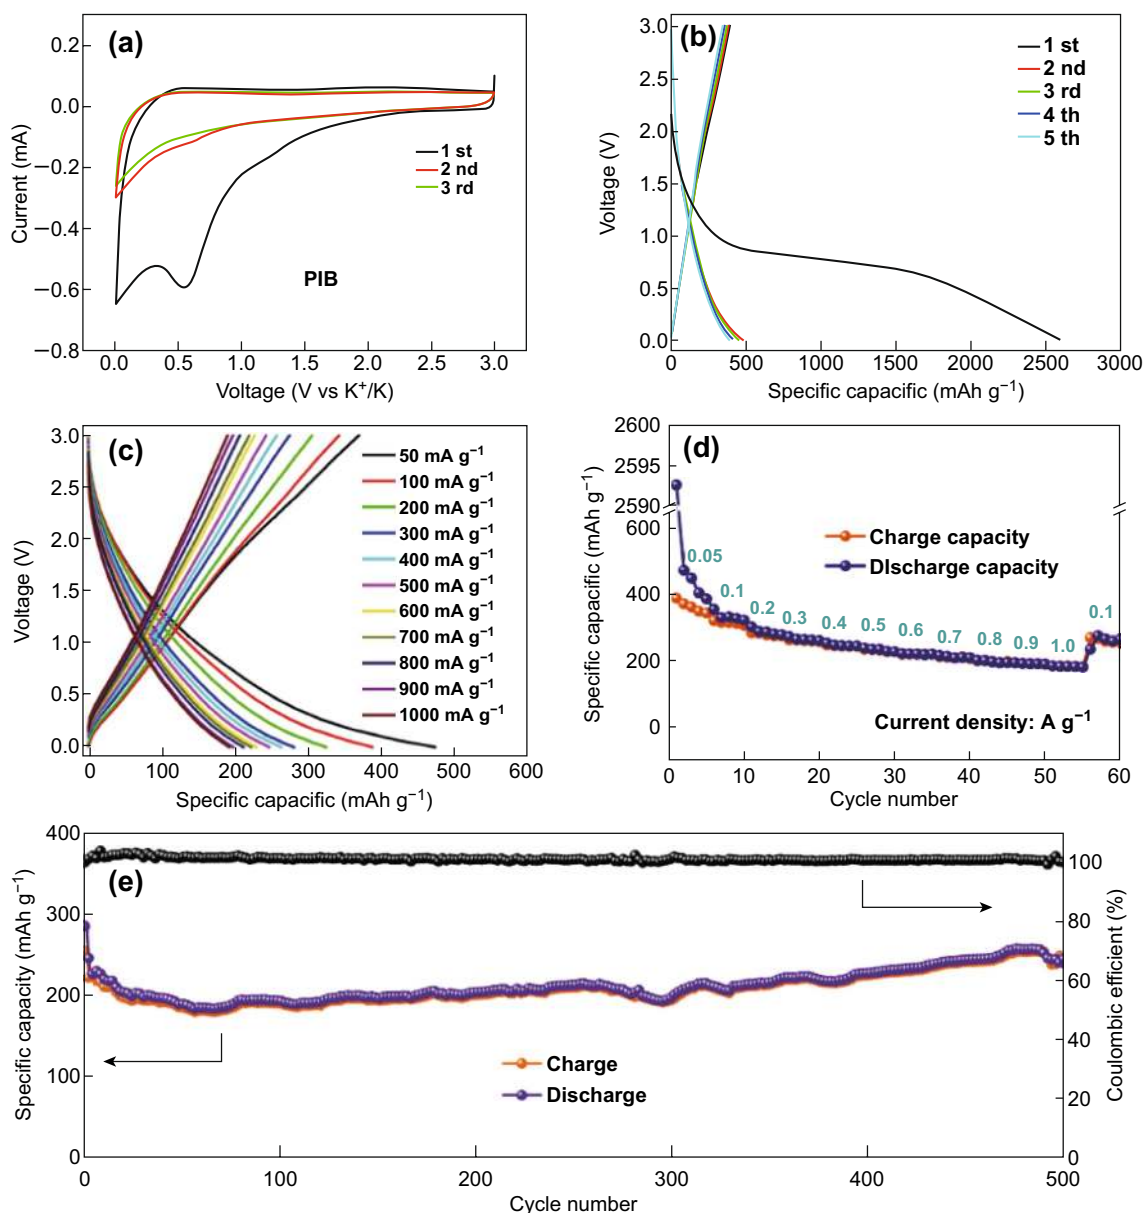 (a)
0.2
0.0
−0.2
−0.4
−0.6
−0.8
Current (mA)
1 st
2 nd
3 rd
PIB
0.0 0.5 1.0 1.5 2.0 2.5 3.0
Voltage (V vs K⁺/K)
(b)
3.0
2.5
2.0
1.5
1.0
0.5
0.0
Voltage (V)
1 st
2 nd
3 rd
4 th
5 th
0 500 1000 1500 2000 2500 3000
Specific capacific (mAh g⁻¹)
(c)
3.0
2.5
2.0
1.5
1.0
0.5
0.0
Voltage (V)
50 mA g⁻¹
100 mA g⁻¹
200 mA g⁻¹
300 mA g⁻¹
400 mA g⁻¹
500 mA g⁻¹
600 mA g⁻¹
700 mA g⁻¹
800 mA g⁻¹
900 mA g⁻¹
1000 mA g⁻¹
0 100 200 300 400 500 600
Specific capacific (mAh g⁻¹)
(d)
2600
2595
2590
600
400
200
0
Specific capacific (mAh g⁻¹)
Charge capacity
DIscharge capacity
0.05
0.1
0.2
0.3
0.4
0.5
0.6
0.7
0.8
0.9
1.0
0.1
Current density: A g⁻¹
0 10 20 30 40 50 60
Cycle number
(e)
400
300
200
100
0
Specific capacity (mAh g⁻¹)
100
80
60
40
20
0
Coulombic efficient (%)
Charge
Discharge
0 100 200 300 400 500
Cycle number